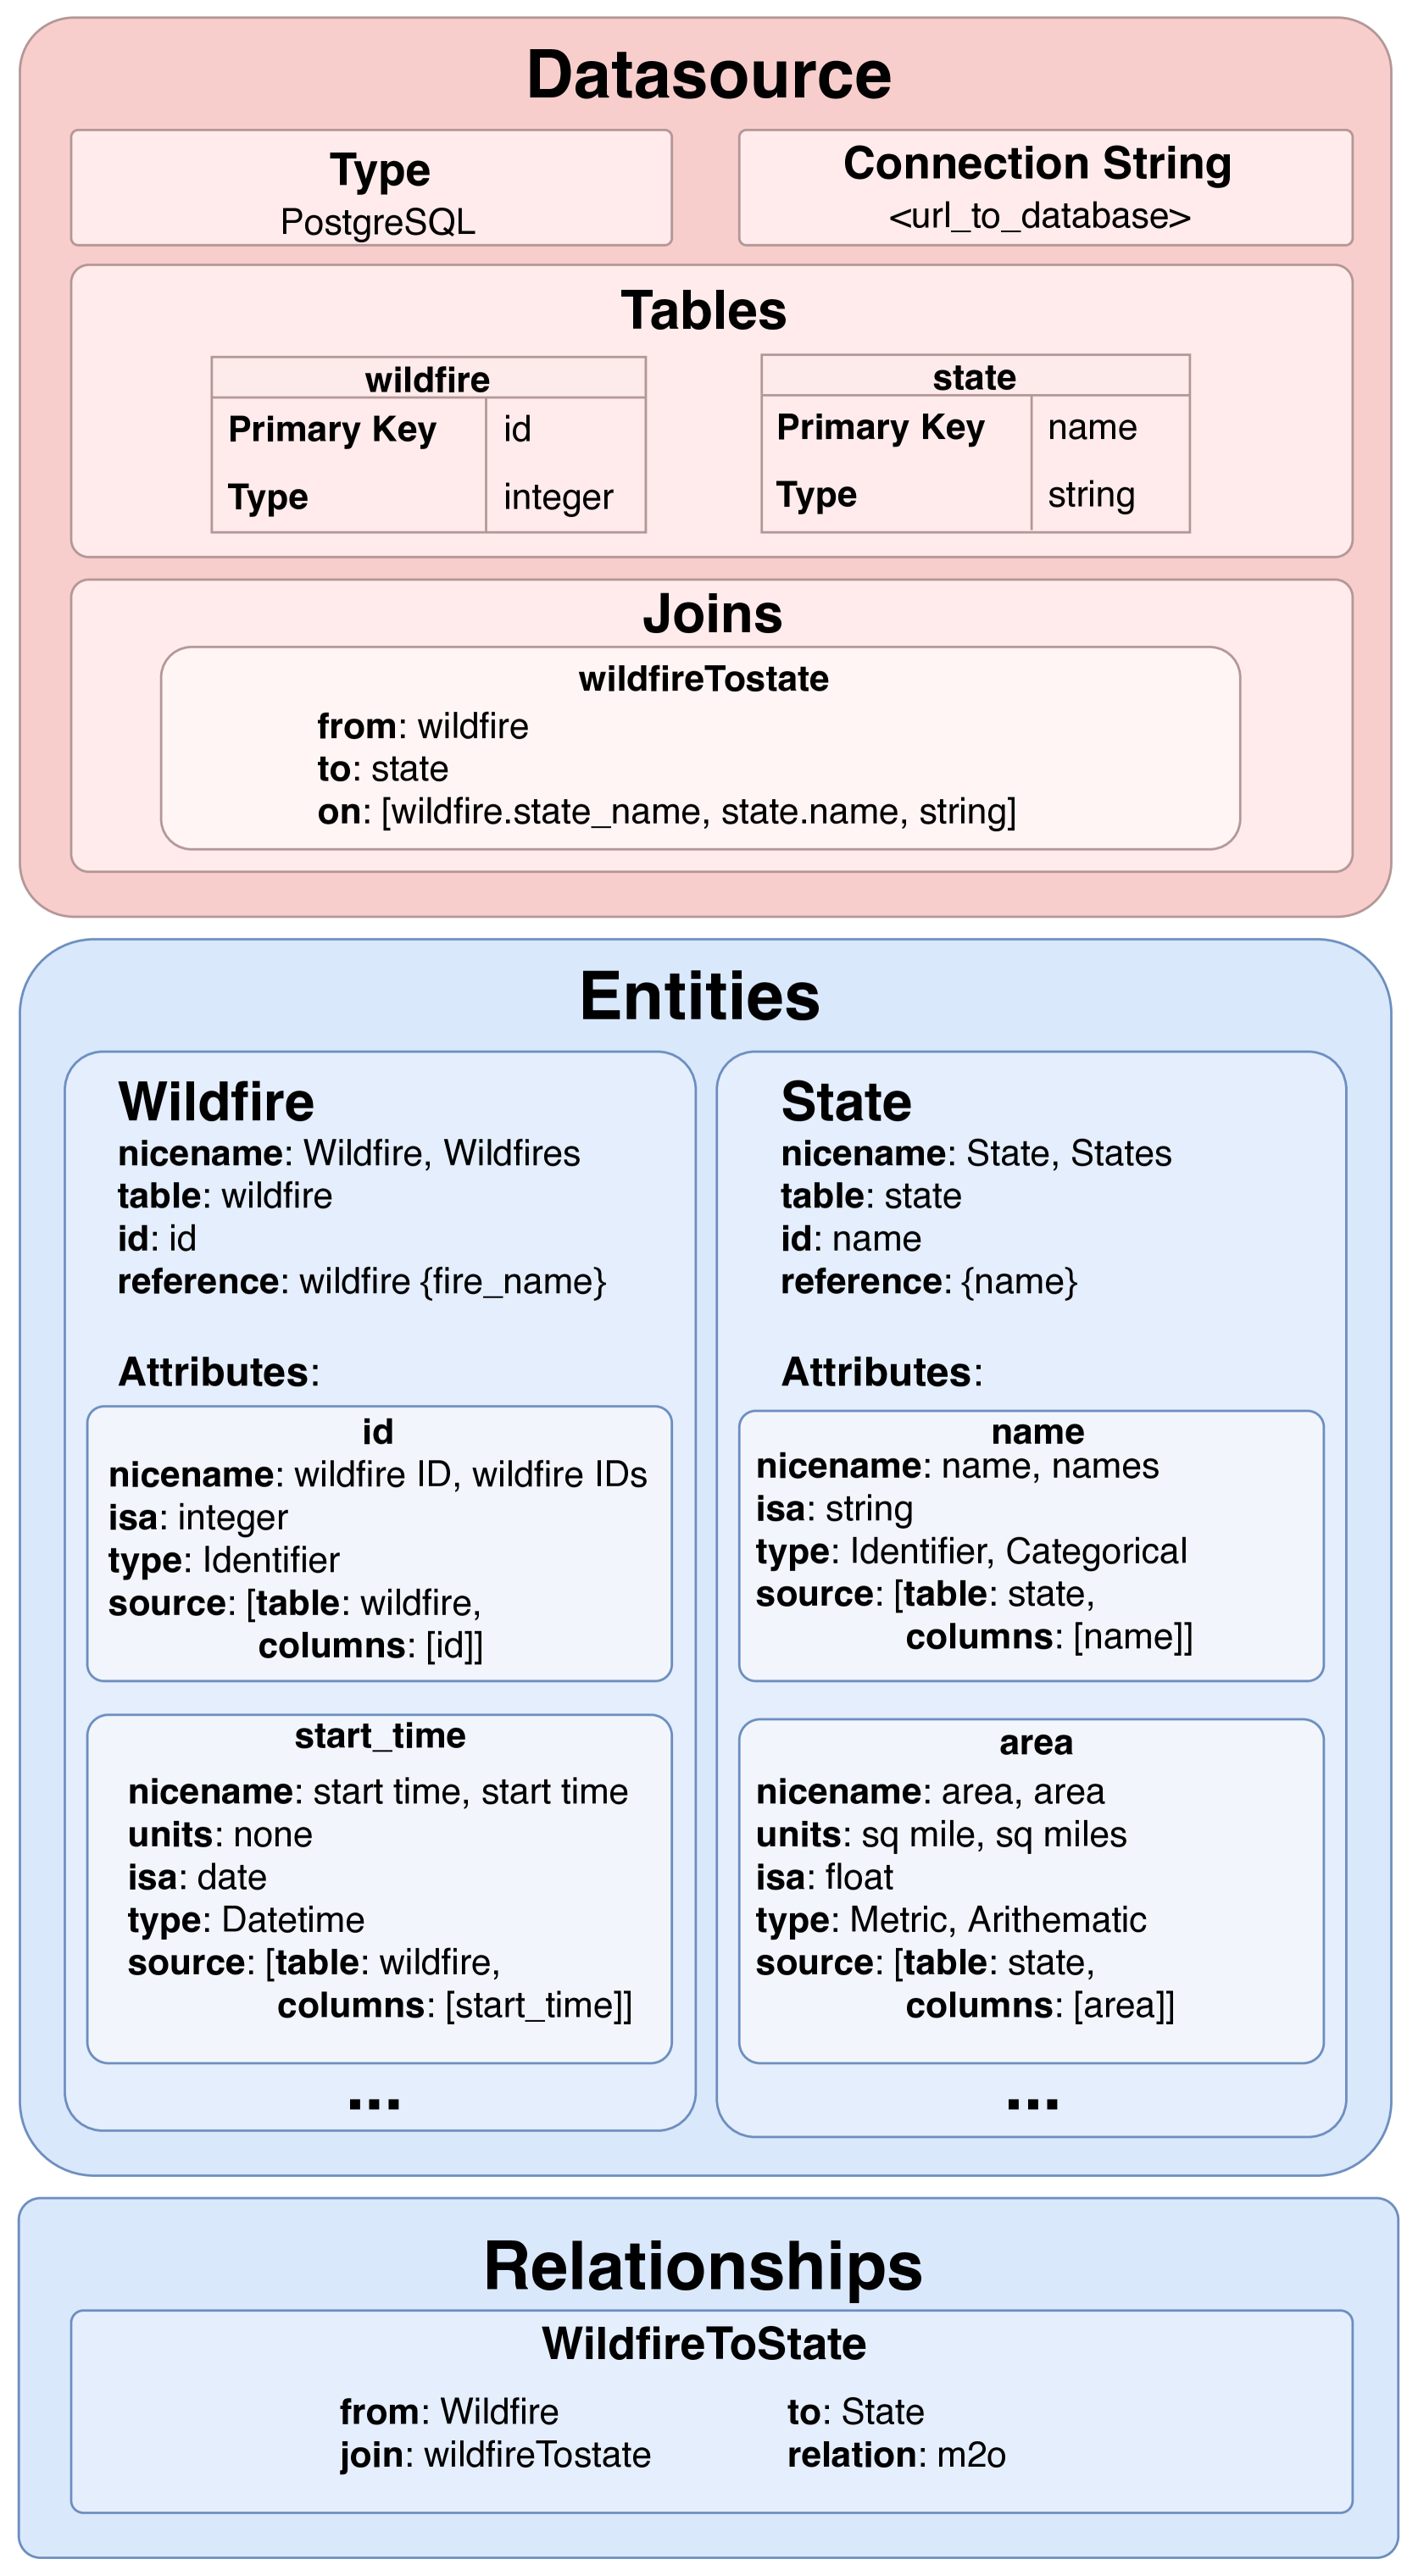 Datasource
Type
PostgreSQL
Connection String
<url_to_database>
Tables
wildfire
Primary Key id
Type integer
state
Primary Key name
Type string
Joins
wildfireTostate
from: wildfire
to: state
on: [wildfire.state_name, state.name, string]
Entities
Wildfire
nicename: Wildfire, Wildfires
table: wildfire
id: id
reference: wildfire {fire_name}
Attributes:
id
nicename: wildfire ID, wildfire IDs
isa: integer
type: Identifier
source: [table: wildfire,
columns: [id]]
start_time
nicename: start time, start time
units: none
isa: date
type: Datetime
source: [table: wildfire,
columns: [start_time]]
...
State
nicename: State, States
table: state
id: name
reference: {name}
Attributes:
name
nicename: name, names
isa: string
type: Identifier, Categorical
source: [table: state,
columns: [name]]
area
nicename: area, area
units: sq mile, sq miles
isa: float
type: Metric, Arithematic
source: [table: state,
columns: [area]]
...
Relationships
WildfireToState
from: Wildfire to: State
join: wildfireTostate relation: m2o